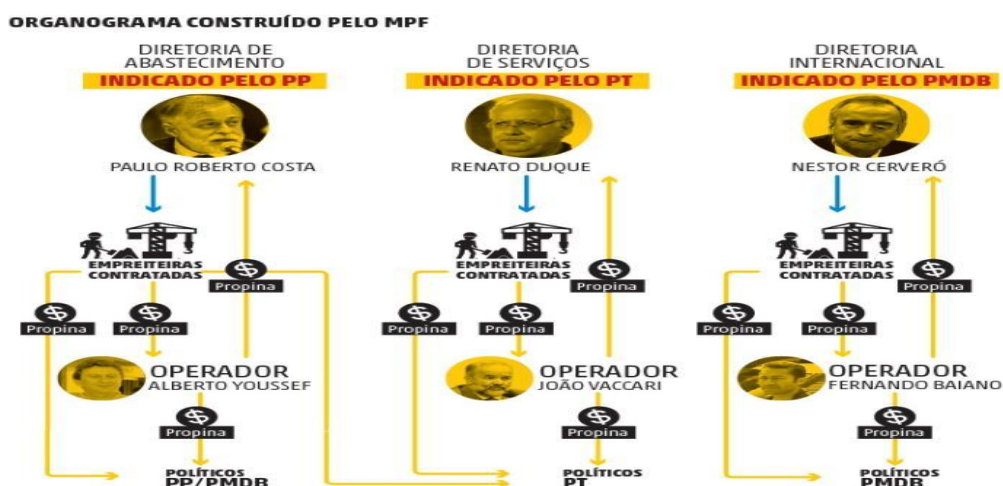 ORGANOGRAMA CONSTRUÍDO PELO MPF
DIRETORIA DE
ABASTECIMENTO
INDICADO PELO PP
PAULO ROBERTO COSTA
EMPREITEIRAS
CONTRATADAS
$
Propina
$
Propina
$
Propina
OPERADOR
ALBERTO YOUSSEF
$
Propina
POLÍTICOS
PP/PMDB
DIRETORIA
DE SERVIÇOS
INDICADO PELO PT
RENATO DUQUE
EMPREITEIRAS
CONTRATADAS
$
Propina
$
Propina
$
Propina
OPERADOR
JOÃO VACCARI
$
Propina
POLÍTICOS
PT
DIRETORIA
INTERNACIONAL
INDICADO PELO PMDB
NESTOR CERVERÓ
EMPREITEIRAS
CONTRATADAS
$
Propina
$
Propina
$
Propina
OPERADOR
FERNANDO BAIANO
$
Propina
POLÍTICOS
PMDB